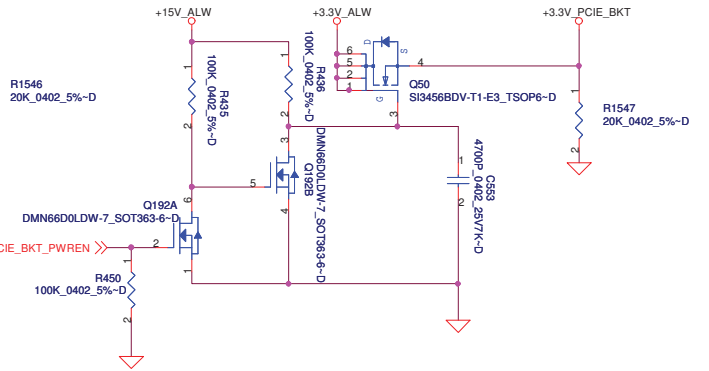 +15V_ALW
+3.3V_ALW
+3.3V_PCIE_BKT
1
1
100K_0402_5%~D
R435
100K_0402_5%~D
R436
2
2
6
5
2
1
D
S
G
4
3
Q50
SI3456BDV-T1-E3_TSOP6~D
R1546
20K_0402_5%~D
1
R1547
20K_0402_5%~D
2
3
5
4
DMN66D0LDW-7_SOT363-6~D
Q192B
1
4700P_0402_25V7K~D
C553
2
Q192A
DMN66D0LDW-7_SOT363-6~D
6
CIE_BKT_PWREN
2
1
1
R450
100K_0402_5%~D
2